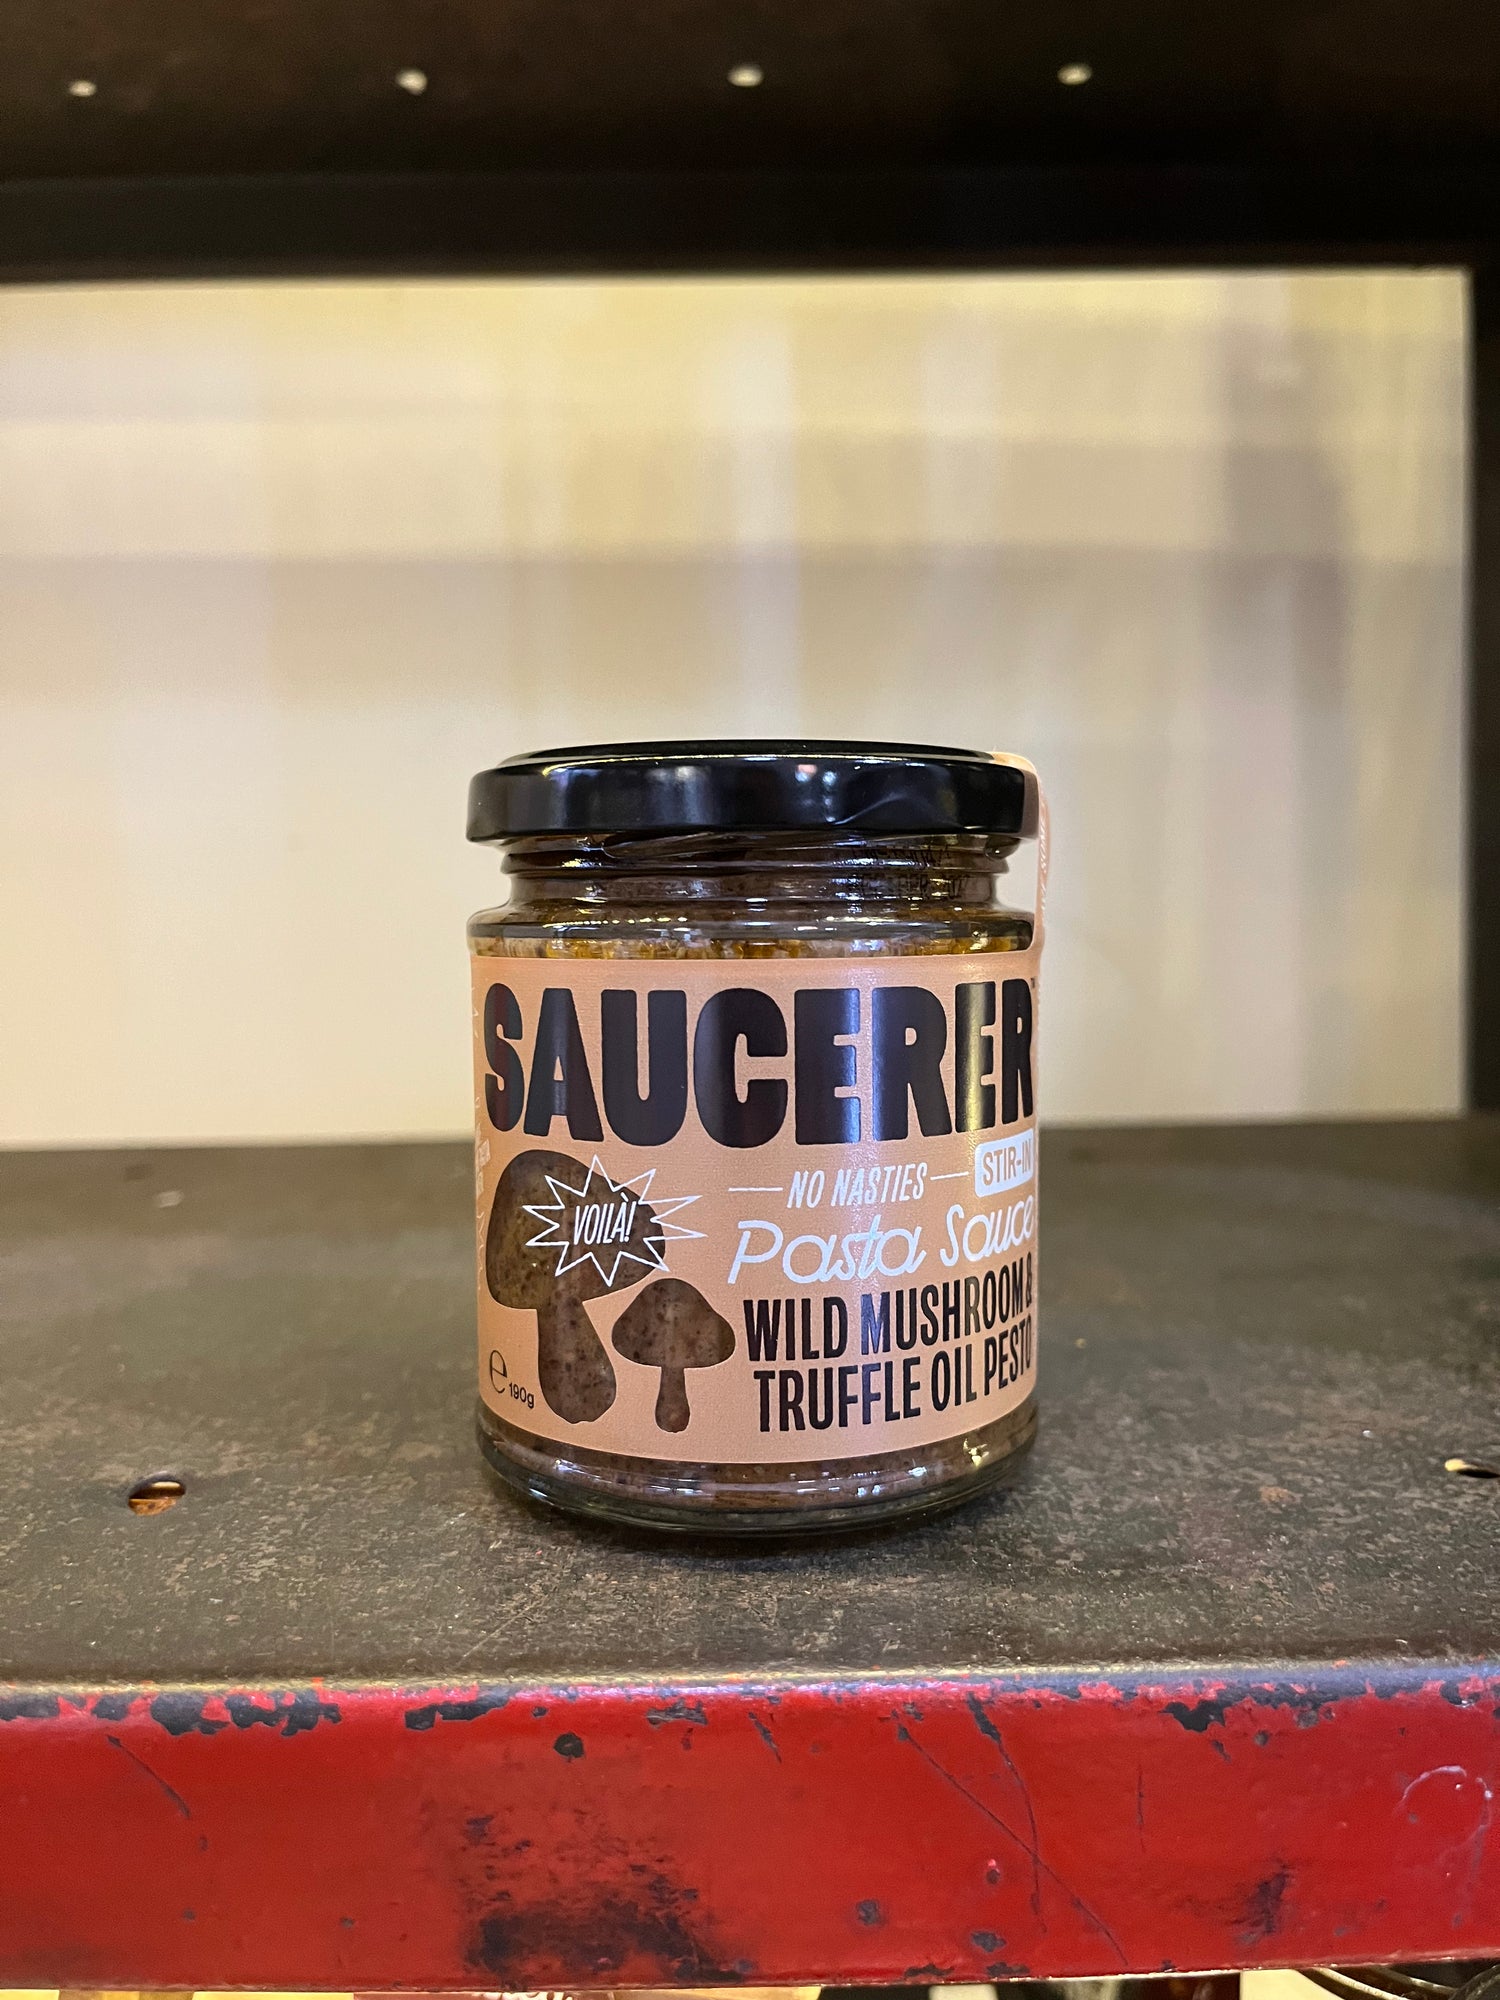 SAUCERER
NO NASTIES
STIR-IN
Pasta Sauce
VOILÀ!
WILD MUSHROOM &
TRUFFLE OIL PESTO
e 190g